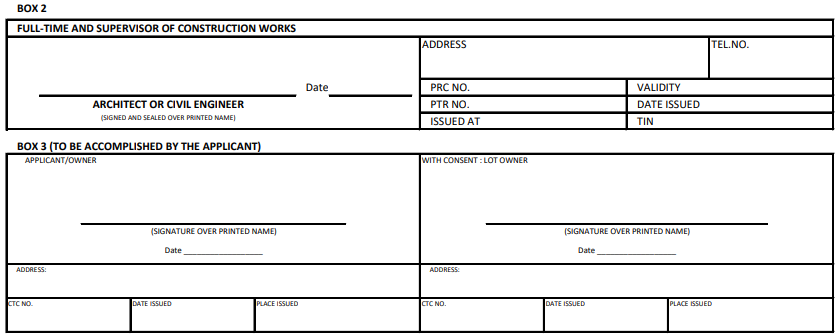 BOX 2
FULL-TIME AND SUPERVISOR OF CONSTRUCTION WORKS
ADDRESS TEL.NO.
Date
ARCHITECT OR CIVIL ENGINEER
(SIGNED AND SEALED OVER PRINTED NAME)
PRC NO. VALIDITY
PTR NO. DATE ISSUED
ISSUED AT TIN
BOX 3 (TO BE ACCOMPLISHED BY THE APPLICANT)
APPLICANT/OWNER
(SIGNATURE OVER PRINTED NAME)
Date ___________________
WITH CONSENT : LOT OWNER
(SIGNATURE OVER PRINTED NAME)
Date ___________________
ADDRESS: ADDRESS:
CTC NO. DATE ISSUED PLACE ISSUED CTC NO. DATE ISSUED PLACE ISSUED